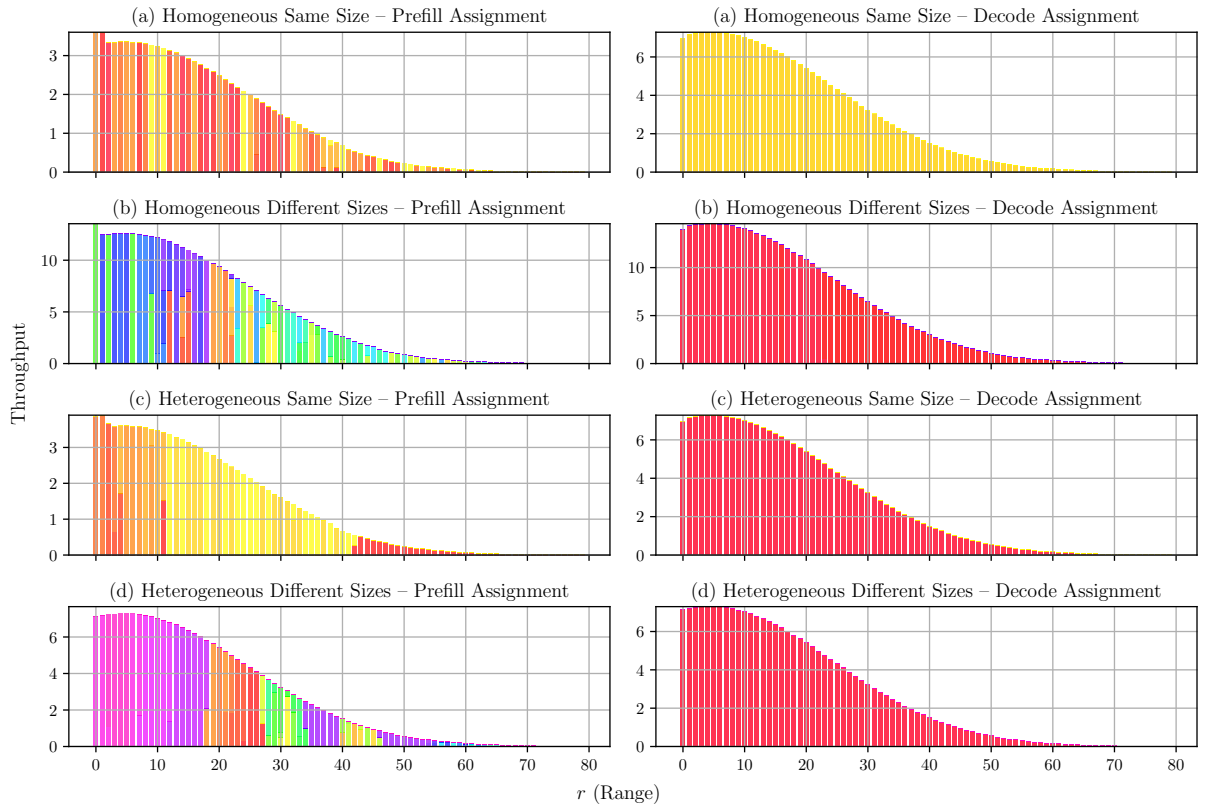 (a) Homogeneous Same Size – Prefill Assignment
(a) Homogeneous Same Size – Decode Assignment
3
2
1
0
6
4
2
0
(b) Homogeneous Different Sizes – Prefill Assignment
(b) Homogeneous Different Sizes – Decode Assignment
10
5
0
10
5
0
Throughput
(c) Heterogeneous Same Size – Prefill Assignment
(c) Heterogeneous Same Size – Decode Assignment
3
2
1
0
6
4
2
0
(d) Heterogeneous Different Sizes – Prefill Assignment
(d) Heterogeneous Different Sizes – Decode Assignment
6
4
2
0
6
4
2
0
0 10 20 30 40 50 60 70 80
0 10 20 30 40 50 60 70 80
r (Range)